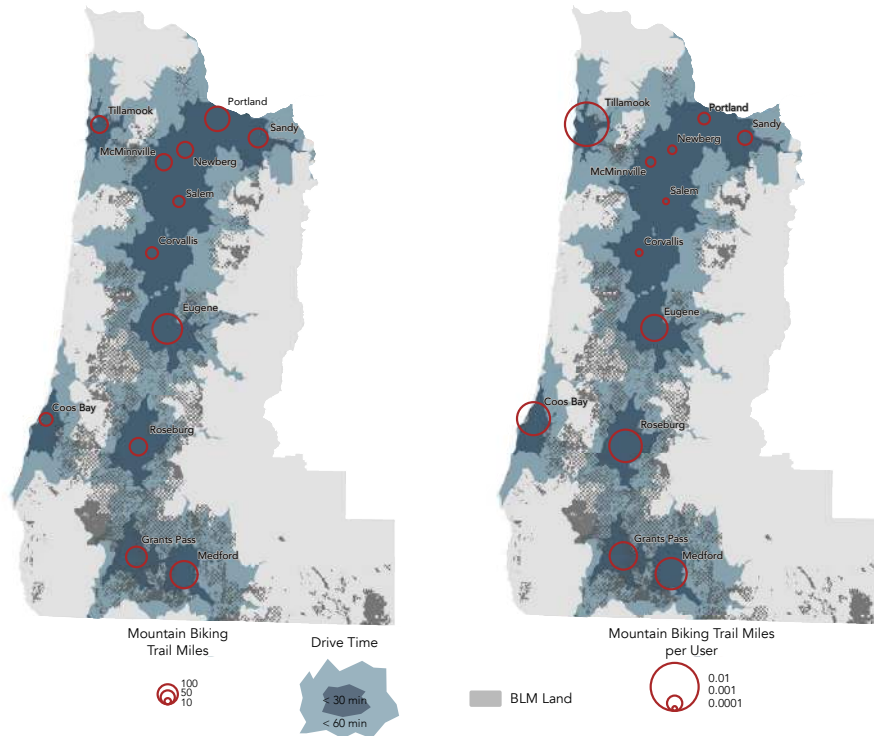 Tillamook
Portland
Sandy
McMinnville
Newberg
Salem
Corvallis
Eugene
Coos Bay
Roseburg
Grants Pass
Medford
Mountain Biking
Trail Miles
100
50
10
Drive Time
< 30 min
< 60 min
Tillamook
Portland
Sandy
Newberg
McMinnville
Salem
Corvallis
Eugene
Coos Bay
Roseburg
Grants Pass
Medford
BLM Land
Mountain Biking Trail Miles
per User
0.01
0.001
0.0001